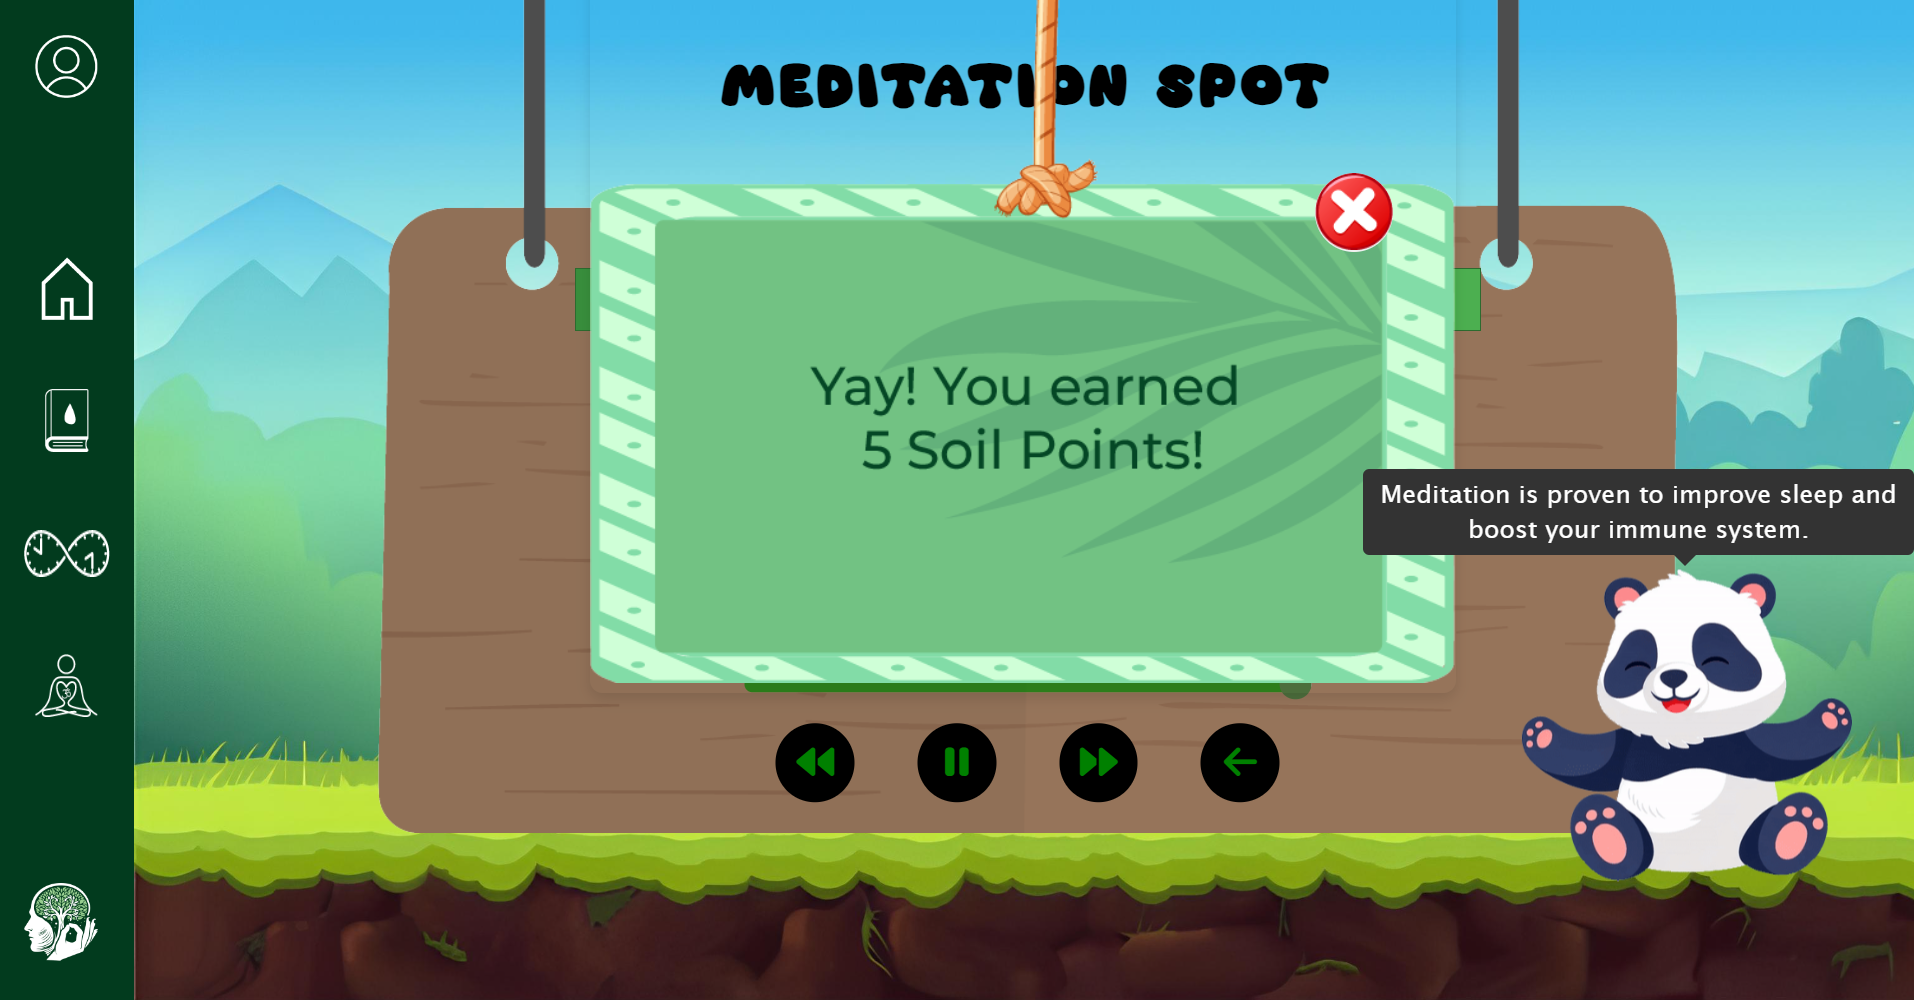 MEDITATION SPOT
Yay! You earned
5 Soil Points!
Meditation is proven to improve sleep and
boost your immune system.